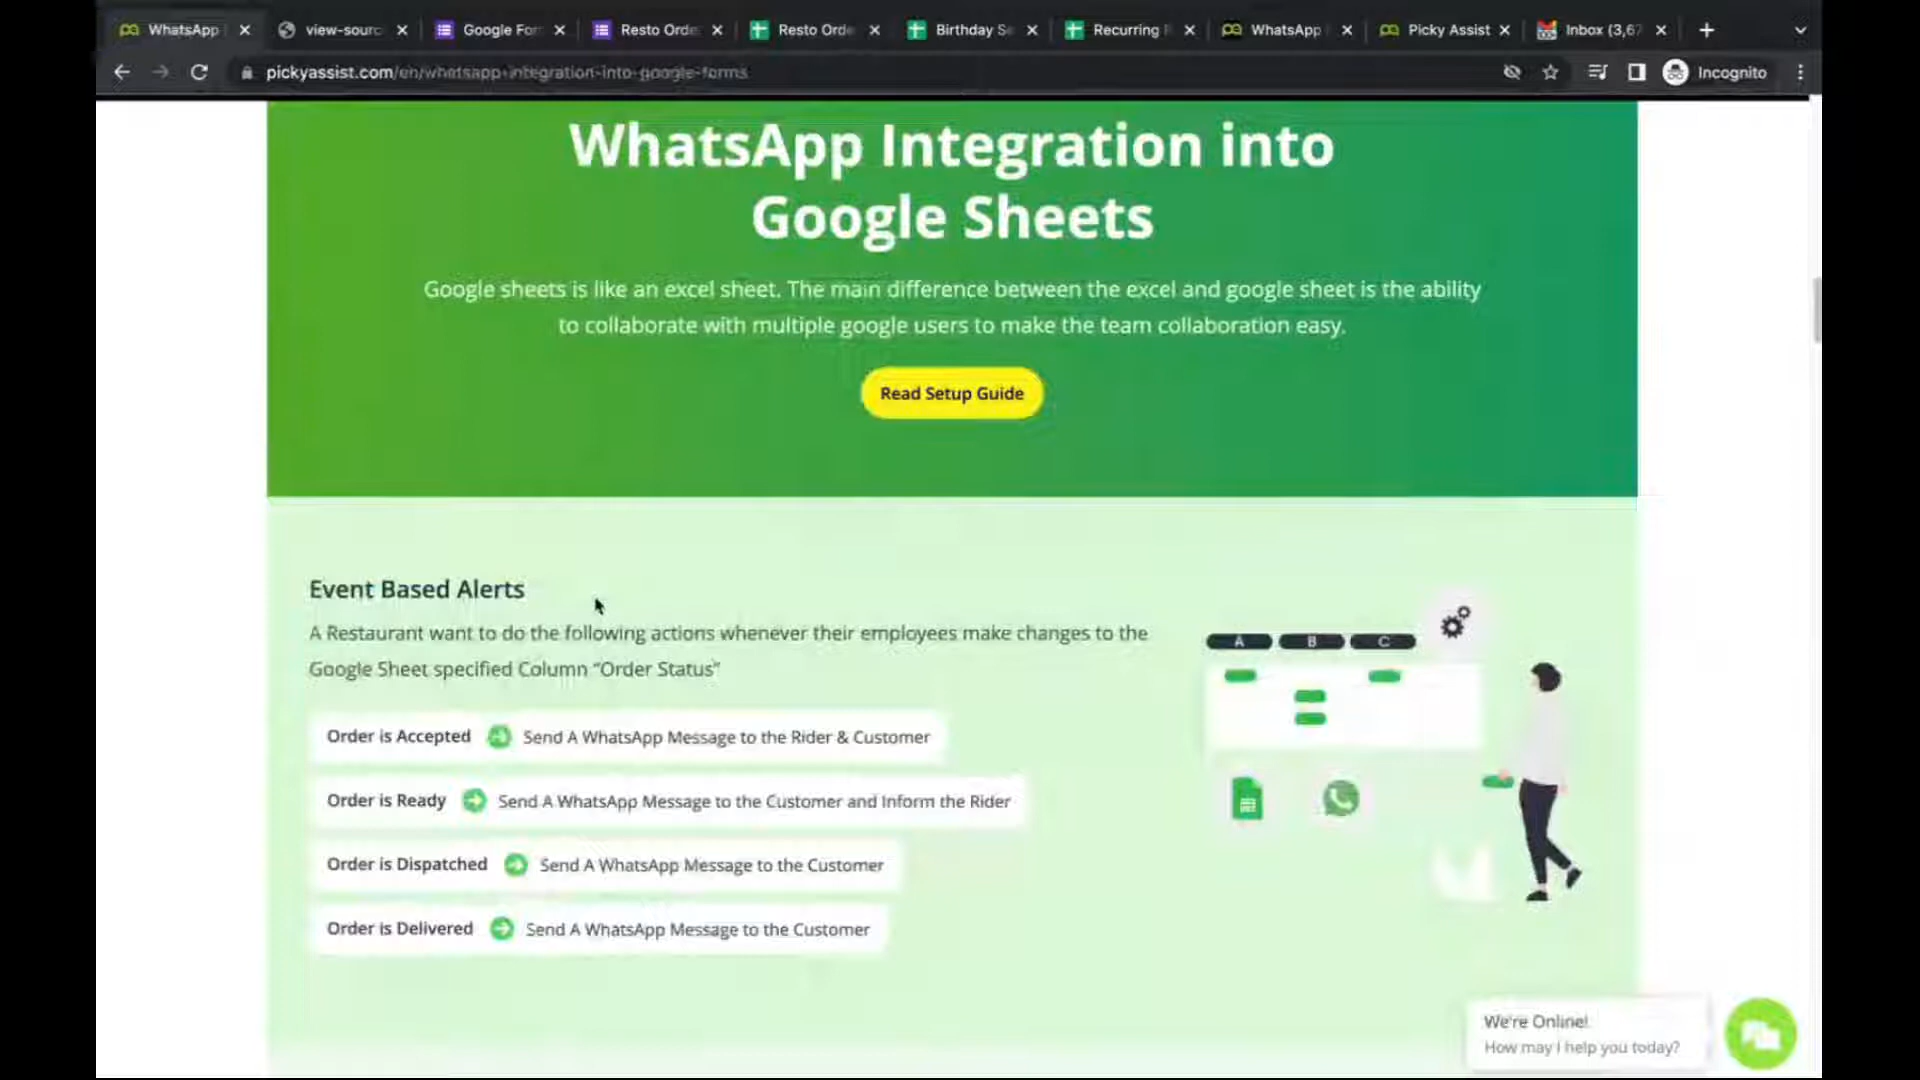 WhatsApp
view-sourc
Google For
Resto Orde
Resto Orde
Birthday Se
Recurring
WhatsApp
Picky Assist
Inbox (3,67
pickyassist.com/en/whatsapp-integration-into-google-forms
Incognito
WhatsApp Integration into
Google Sheets
Google sheets is like an excel sheet. The main difference between the excel and google sheet is the ability
to collaborate with multiple google users to make the team collaboration easy.
Read Setup Guide
Event Based Alerts
A Restaurant want to do the following actions whenever their employees make changes to the
Google Sheet specified Column “Order Status”
A B C
Order is Accepted Send A WhatsApp Message to the Rider & Customer
Order is Ready Send A WhatsApp Message to the Customer and Inform the Rider
Order is Dispatched Send A WhatsApp Message to the Customer
Order is Delivered Send A WhatsApp Message to the Customer
We're Online!
How may I help you today?